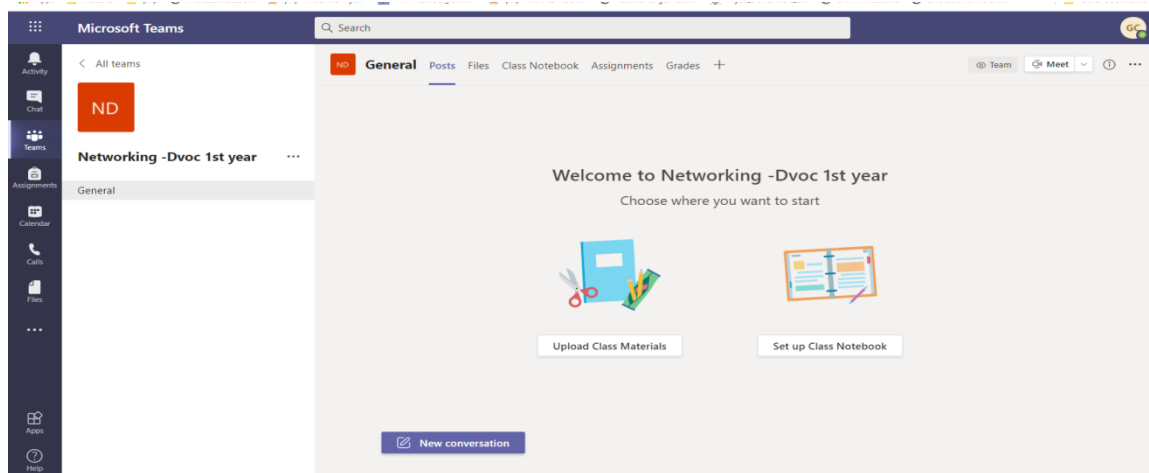 Microsoft Teams
Search
GC
Activity
Chat
Teams
Assignments
Calendar
Calls
Files
Apps
Help
All teams
ND
Networking -Dvoc 1st year
General
ND General Posts Files Class Notebook Assignments Grades
Team Meet
Welcome to Networking -Dvoc 1st year
Choose where you want to start
Upload Class Materials
Set up Class Notebook
New conversation